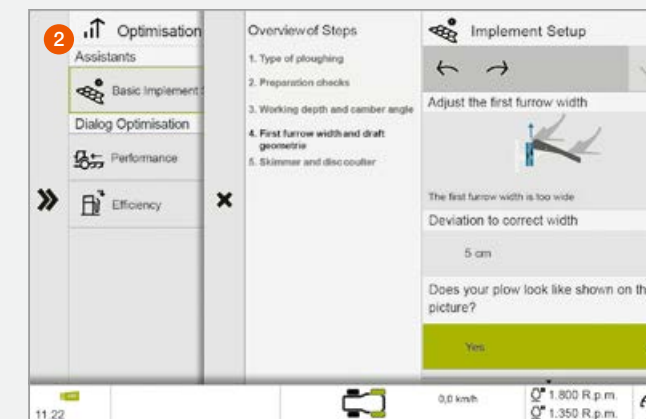 2
Optimisation
Assistants
Basic Implement
Dialog Optimisation
Performance
Efficiency
Overview of Steps
1. Type of ploughing
2. Preparation checks
3. Working depth and camber angle
4. First furrow width and draft
geometrie
5. Skimmer and disc coulter
Implement Setup
Adjust the first furrow width
The first furrow width is too wide
Deviation to correct width
5 cm
Does your plow look like shown on th
picture?
Yes
11.22
0,0 km/h
1.800 R.p.m.
1.350 R.p.m.